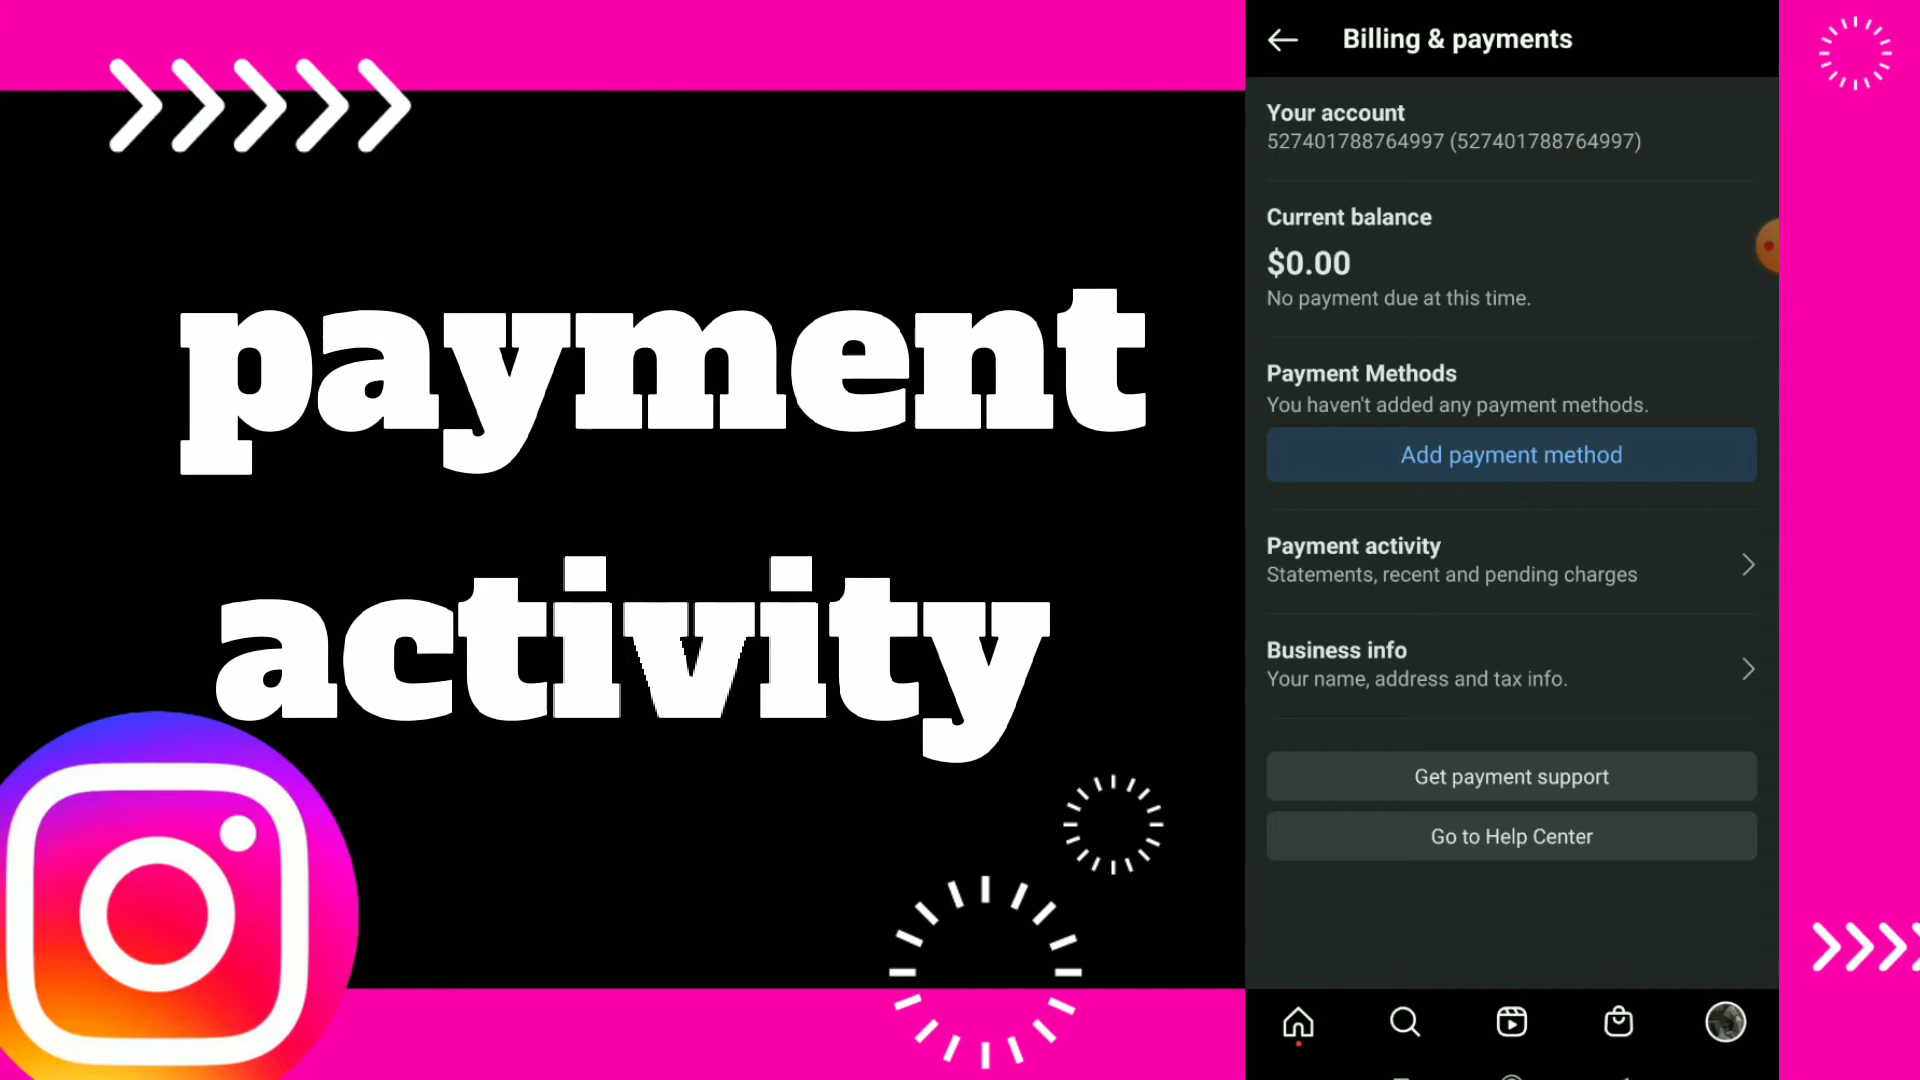 payment
activity
Billing & payments
Your account
527401788764997 (527401788764997)
Current balance
$0.00
No payment due at this time.
Payment Methods
You haven't added any payment methods.
Add payment method
Payment activity
Statements, recent and pending charges
Business info
Your name, address and tax info.
Get payment support
Go to Help Center